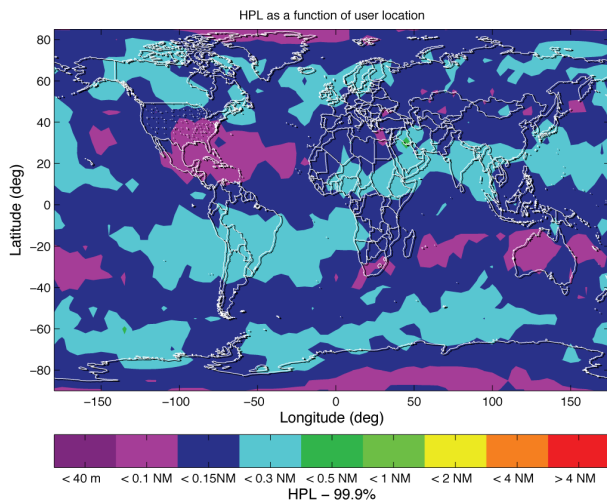 HPL as a function of user location
80
60
40
20
0
−20
−40
−60
−80
Latitude (deg)
−150 −100 −50 0 50 100 150
Longitude (deg)
< 40 m < 0.1 NM < 0.15NM < 0.3 NM < 0.5 NM < 1 NM < 2 NM < 4 NM > 4 NM
HPL – 99.9%